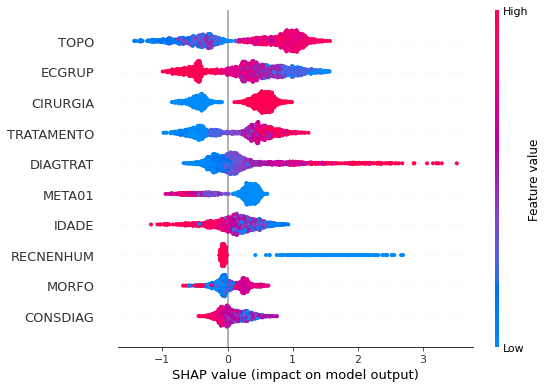 High
TOPO
ECGRUP
CIRURGIA
TRATAMENTO
DIAGTRAT
META01
IDADE
RECNENHUM
MORFO
CONSDIAG
Feature value
Low
−1 0 1 2 3
SHAP value (impact on model output)